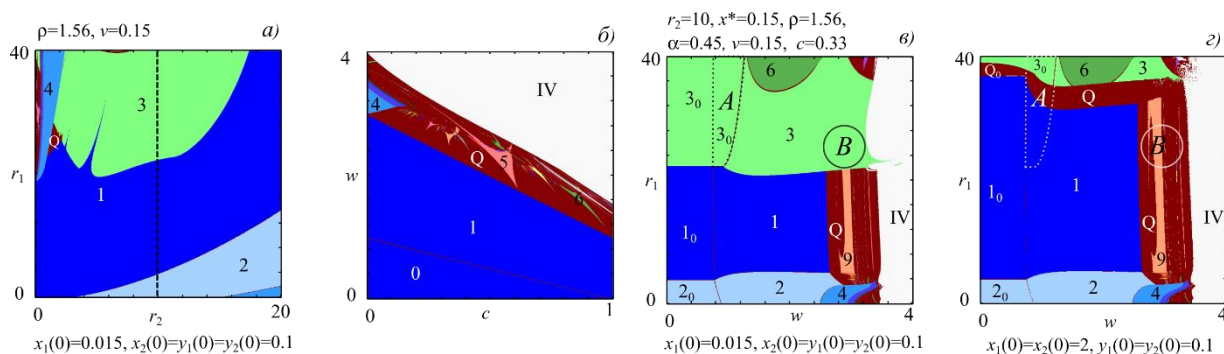 ρ=1.56, v=0.15
а)
40
4
3
Q
r₁
1
2
0
0
r₂
20
x₁(0)=0.015, x₂(0)=y₁(0)=y₂(0)=0.1
б)
4
IV
4
w
Q
5
6
1
0
0
0
c
1
r₂=10, x*=0.15, ρ=1.56,
α=0.45, v=0.15, c=0.33
в)
40
6
3₀
A
3₀
3
B
r₁
IV
1₀
1
Q
9
2₀
2
4
0
0
w
4
x₁(0)=0.015, x₂(0)=y₁(0)=y₂(0)=0.1
г)
40
3₀
6
3
Q₀
A
Q
B
r₁
IV
1₀
1
Q
9
2₀
2
4
0
0
w
4
x₁(0)=x₂(0)=2, y₁(0)=y₂(0)=0.1